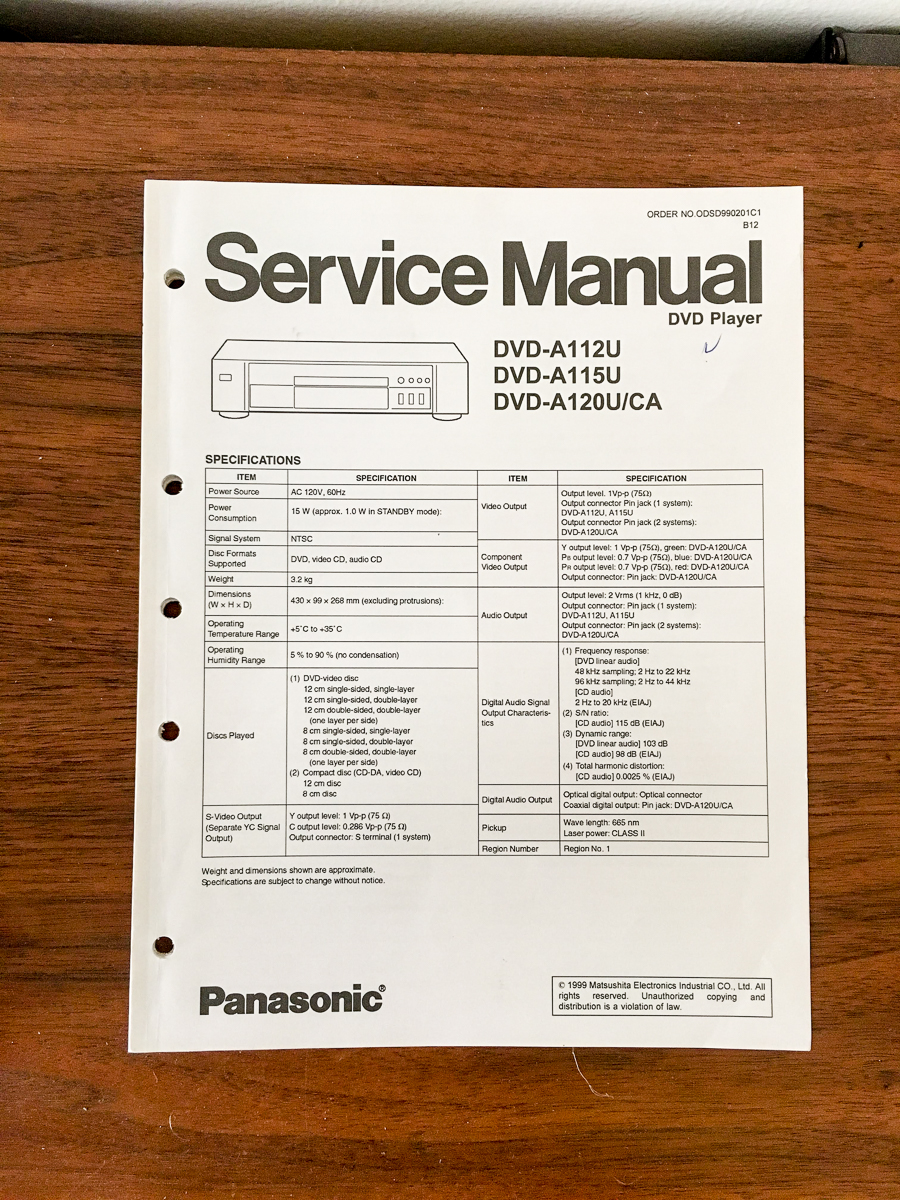 ORDER NO.ODSD990201C1
B12
Service Manual
DVD Player
DVD-A112U
DVD-A115U
DVD-A120U/CA
SPECIFICATIONS
ITEM SPECIFICATION
Power Source AC 120V, 60Hz
Power
Consumption
15 W (approx. 1.0 W in STANDBY mode):
Signal System NTSC
Disc Formats
Supported
DVD, video CD, audio CD
Weight 3.2 kg
Dimensions
(W × H × D)
430 × 99 × 268 mm (excluding protrusions):
Operating
Temperature Range
+5˚C to +35˚C
Operating
Humidity Range
5 % to 90 % (no condensation)
Discs Played
(1) DVD-video disc
12 cm single-sided, single-layer
12 cm single-sided, double-layer
12 cm double-sided, double-layer
(one layer per side)
8 cm single-sided, single-layer
8 cm single-sided, double-layer
8 cm double-sided, double-layer
(one layer per side)
(2) Compact disc (CD-DA, video CD)
12 cm disc
8 cm disc
S-Video Output
(Separate YC Signal
Output)
Y output level: 1 Vp-p (75 Ω)
C output level: 0.286 Vp-p (75 Ω)
Output connector: S terminal (1 system)
ITEM SPECIFICATION
Video Output
Output level. 1Vp-p (75Ω)
Output connector Pin jack (1 system):
DVD-A112U, A115U
Output connector Pin jack (2 systems):
DVD-A120U/CA
Component
Video Output
Y output level: 1 Vp-p (75Ω), green: DVD-A120U/CA
PB output level: 0.7 Vp-p (75Ω), blue: DVD-A120U/CA
PR output level: 0.7 Vp-p (75Ω), red: DVD-A120U/CA
Output connector: Pin jack: DVD-A120U/CA
Audio Output
Output level: 2 Vrms (1 kHz, 0 dB)
Output connector: Pin jack (1 system):
DVD-A112U, A115U
Output connector: Pin jack (2 systems):
DVD-A120U/CA
Digital Audio Signal
Output Characteris-
tics
(1) Frequency response:
[DVD linear audio]
48 kHz sampling; 2 Hz to 22 kHz
96 kHz sampling; 2 Hz to 44 kHz
[CD audio]
2 Hz to 20 kHz (EIAJ)
(2) S/N ratio:
[CD audio] 115 dB (EIAJ)
(3) Dynamic range:
[DVD linear audio] 103 dB
[CD audio] 98 dB (EIAJ)
(4) Total harmonic distortion:
[CD audio] 0.0025 % (EIAJ)
Digital Audio Output
Optical digital output: Optical connector
Coaxial digital output: Pin jack: DVD-A120U/CA
Pickup
Wave length: 665 nm
Laser power: CLASS II
Region Number Region No. 1
Weight and dimensions shown are approximate.
Specifications are subject to change without notice.
Panasonic®
© 1999 Matsushita Electronics Industrial CO., Ltd. All
rights reserved. Unauthorized copying and
distribution is a violation of law.